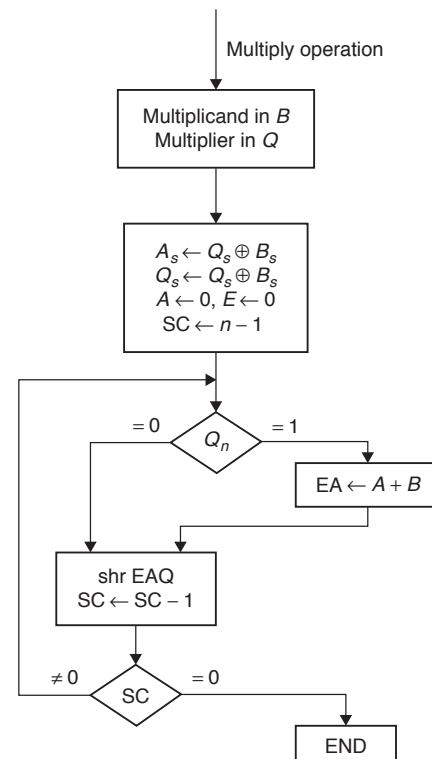 Multiply operation
Multiplicand in B
Multiplier in Q
Aₛ ← Qₛ ⊕ Bₛ
Qₛ ← Qₛ ⊕ Bₛ
A ← 0, E ← 0
SC ← n − 1
= 0
Qₙ
= 1
EA ← A + B
shr EAQ
SC ← SC − 1
≠ 0
SC
= 0
END